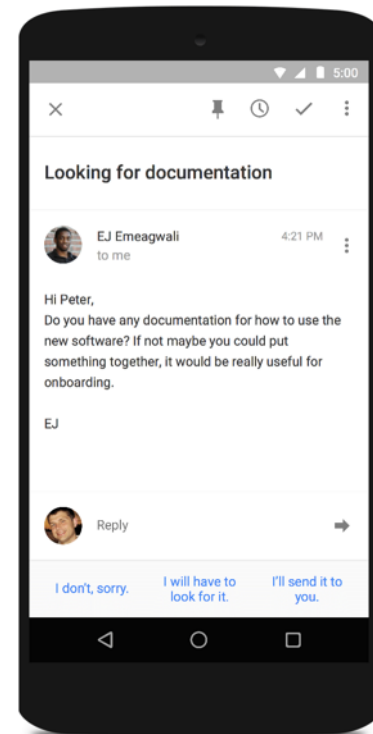 5:00
Looking for documentation
EJ Emeagwali
4:21 PM
to me
Hi Peter,
Do you have any documentation for how to use the
new software? If not maybe you could put
something together, it would be really useful for
onboarding.
EJ
Reply
I don't, sorry.
I will have to
look for it.
I'll send it to
you.